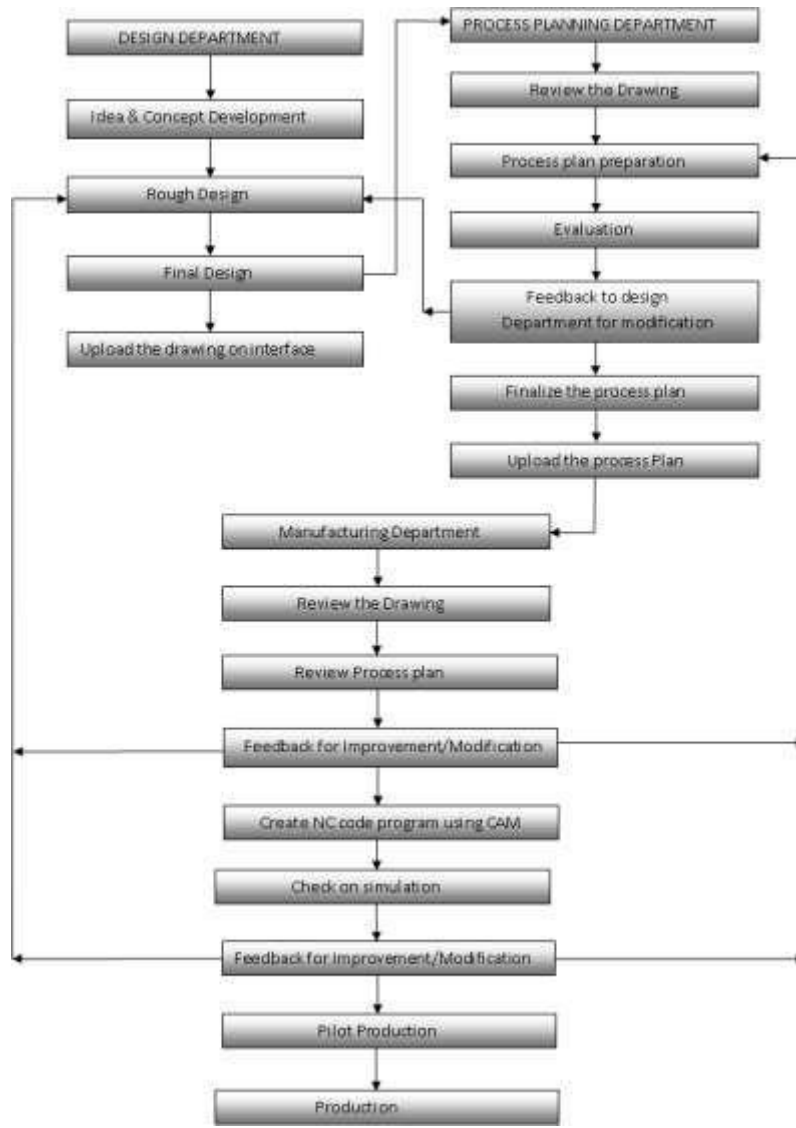 DESIGN DEPARTMENT
Idea & Concept Development
Rough Design
Final Design
Upload the drawing on interface
PROCESS PLANNING DEPARTMENT
Review the Drawing
Process plan preparation
Evaluation
Feedback to design
Department for modification
Finalize the process plan
Upload the process Plan
Manufacturing Department
Review the Drawing
Review Process plan
Feedback for Improvement/Modification
Create NC code program using CAM
Check on simulation
Feedback for Improvement/Modification
Pilot Production
Production